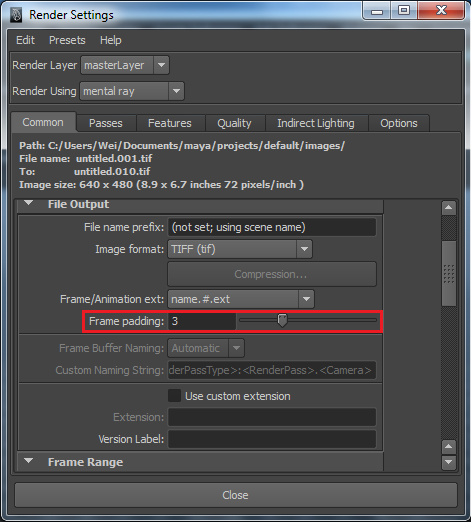 Render Settings
Edit Presets Help
Render Layer masterLayer
Render Using mental ray
Common Passes Features Quality Indirect Lighting Options
Path: C:/Users/Wei/Documents/maya/projects/default/images/
File name: untitled.001.tif
To: untitled.010.tif
Image size: 640 x 480 (8.9 x 6.7 inches 72 pixels/inch )
File Output
File name prefix: (not set; using scene name)
Image format: TIFF (tif)
Compression...
Frame/Animation ext: name.#.ext
Frame padding: 3
Frame Buffer Naming: Automatic
Custom Naming String: derPassType>:<RenderPass>.<Camera>
Use custom extension
Extension:
Version Label:
Frame Range
Close